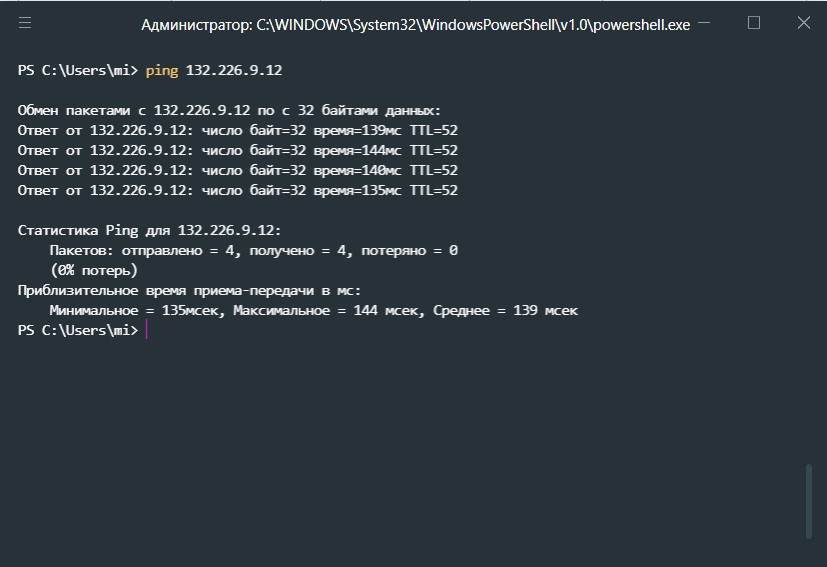 Администратор: C:\WINDOWS\System32\WindowsPowerShell\v1.0\powershell.exe
PS C:\Users\mi> ping 132.226.9.12
Обмен пакетами с 132.226.9.12 по с 32 байтами данных:
Ответ от 132.226.9.12: число байт=32 время=139мс TTL=52
Ответ от 132.226.9.12: число байт=32 время=144мс TTL=52
Ответ от 132.226.9.12: число байт=32 время=140мс TTL=52
Ответ от 132.226.9.12: число байт=32 время=135мс TTL=52
Статистика Ping для 132.226.9.12:
    Пакетов: отправлено = 4, получено = 4, потеряно = 0
    (0% потерь)
Приблизительное время приема-передачи в мс:
    Минимальное = 135мсек, Максимальное = 144 мсек, Среднее = 139 мсек
PS C:\Users\mi>